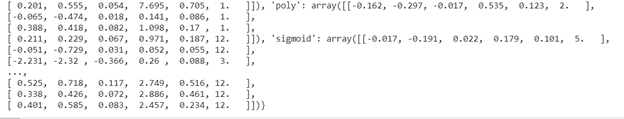 [ 0.201, 0.555, 0.054, 7.695, 0.705, 1. ]]), 'poly': array([[-0.162, -0.297, -0.017, 0.535, 0.123, 2. ],
[-0.065, -0.474, 0.018, 0.141, 0.086, 1. ],
[ 0.388, 0.418, 0.082, 1.098, 0.17 , 1. ],
[ 0.211, 0.229, 0.067, 0.971, 0.187, 12. ]]), 'sigmoid': array([[-0.017, -0.191, 0.022, 0.179, 0.101, 5. ],
[-0.051, -0.729, 0.031, 0.052, 0.055, 12. ],
[-2.231, -2.32 , -0.366, 0.26 , 0.088, 3. ],
...,
[ 0.525, 0.718, 0.117, 2.749, 0.516, 12. ],
[ 0.338, 0.426, 0.072, 2.886, 0.461, 12. ],
[ 0.401, 0.585, 0.083, 2.457, 0.234, 12. ]])}